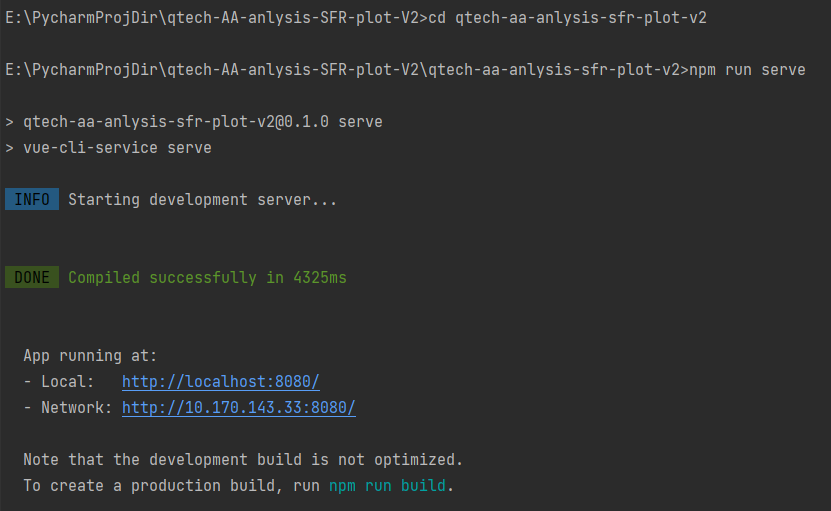 E:\PycharmProjDir\qtech-AA-anlysis-SFR-plot-V2>cd qtech-aa-anlysis-sfr-plot-v2
E:\PycharmProjDir\qtech-AA-anlysis-SFR-plot-V2\qtech-aa-anlysis-sfr-plot-v2>npm run serve
> qtech-aa-anlysis-sfr-plot-v2@0.1.0 serve
> vue-cli-service serve
INFO Starting development server...
DONE Compiled successfully in 4325ms
App running at:
- Local: http://localhost:8080/
- Network: http://10.170.143.33:8080/
Note that the development build is not optimized.
To create a production build, run npm run build.